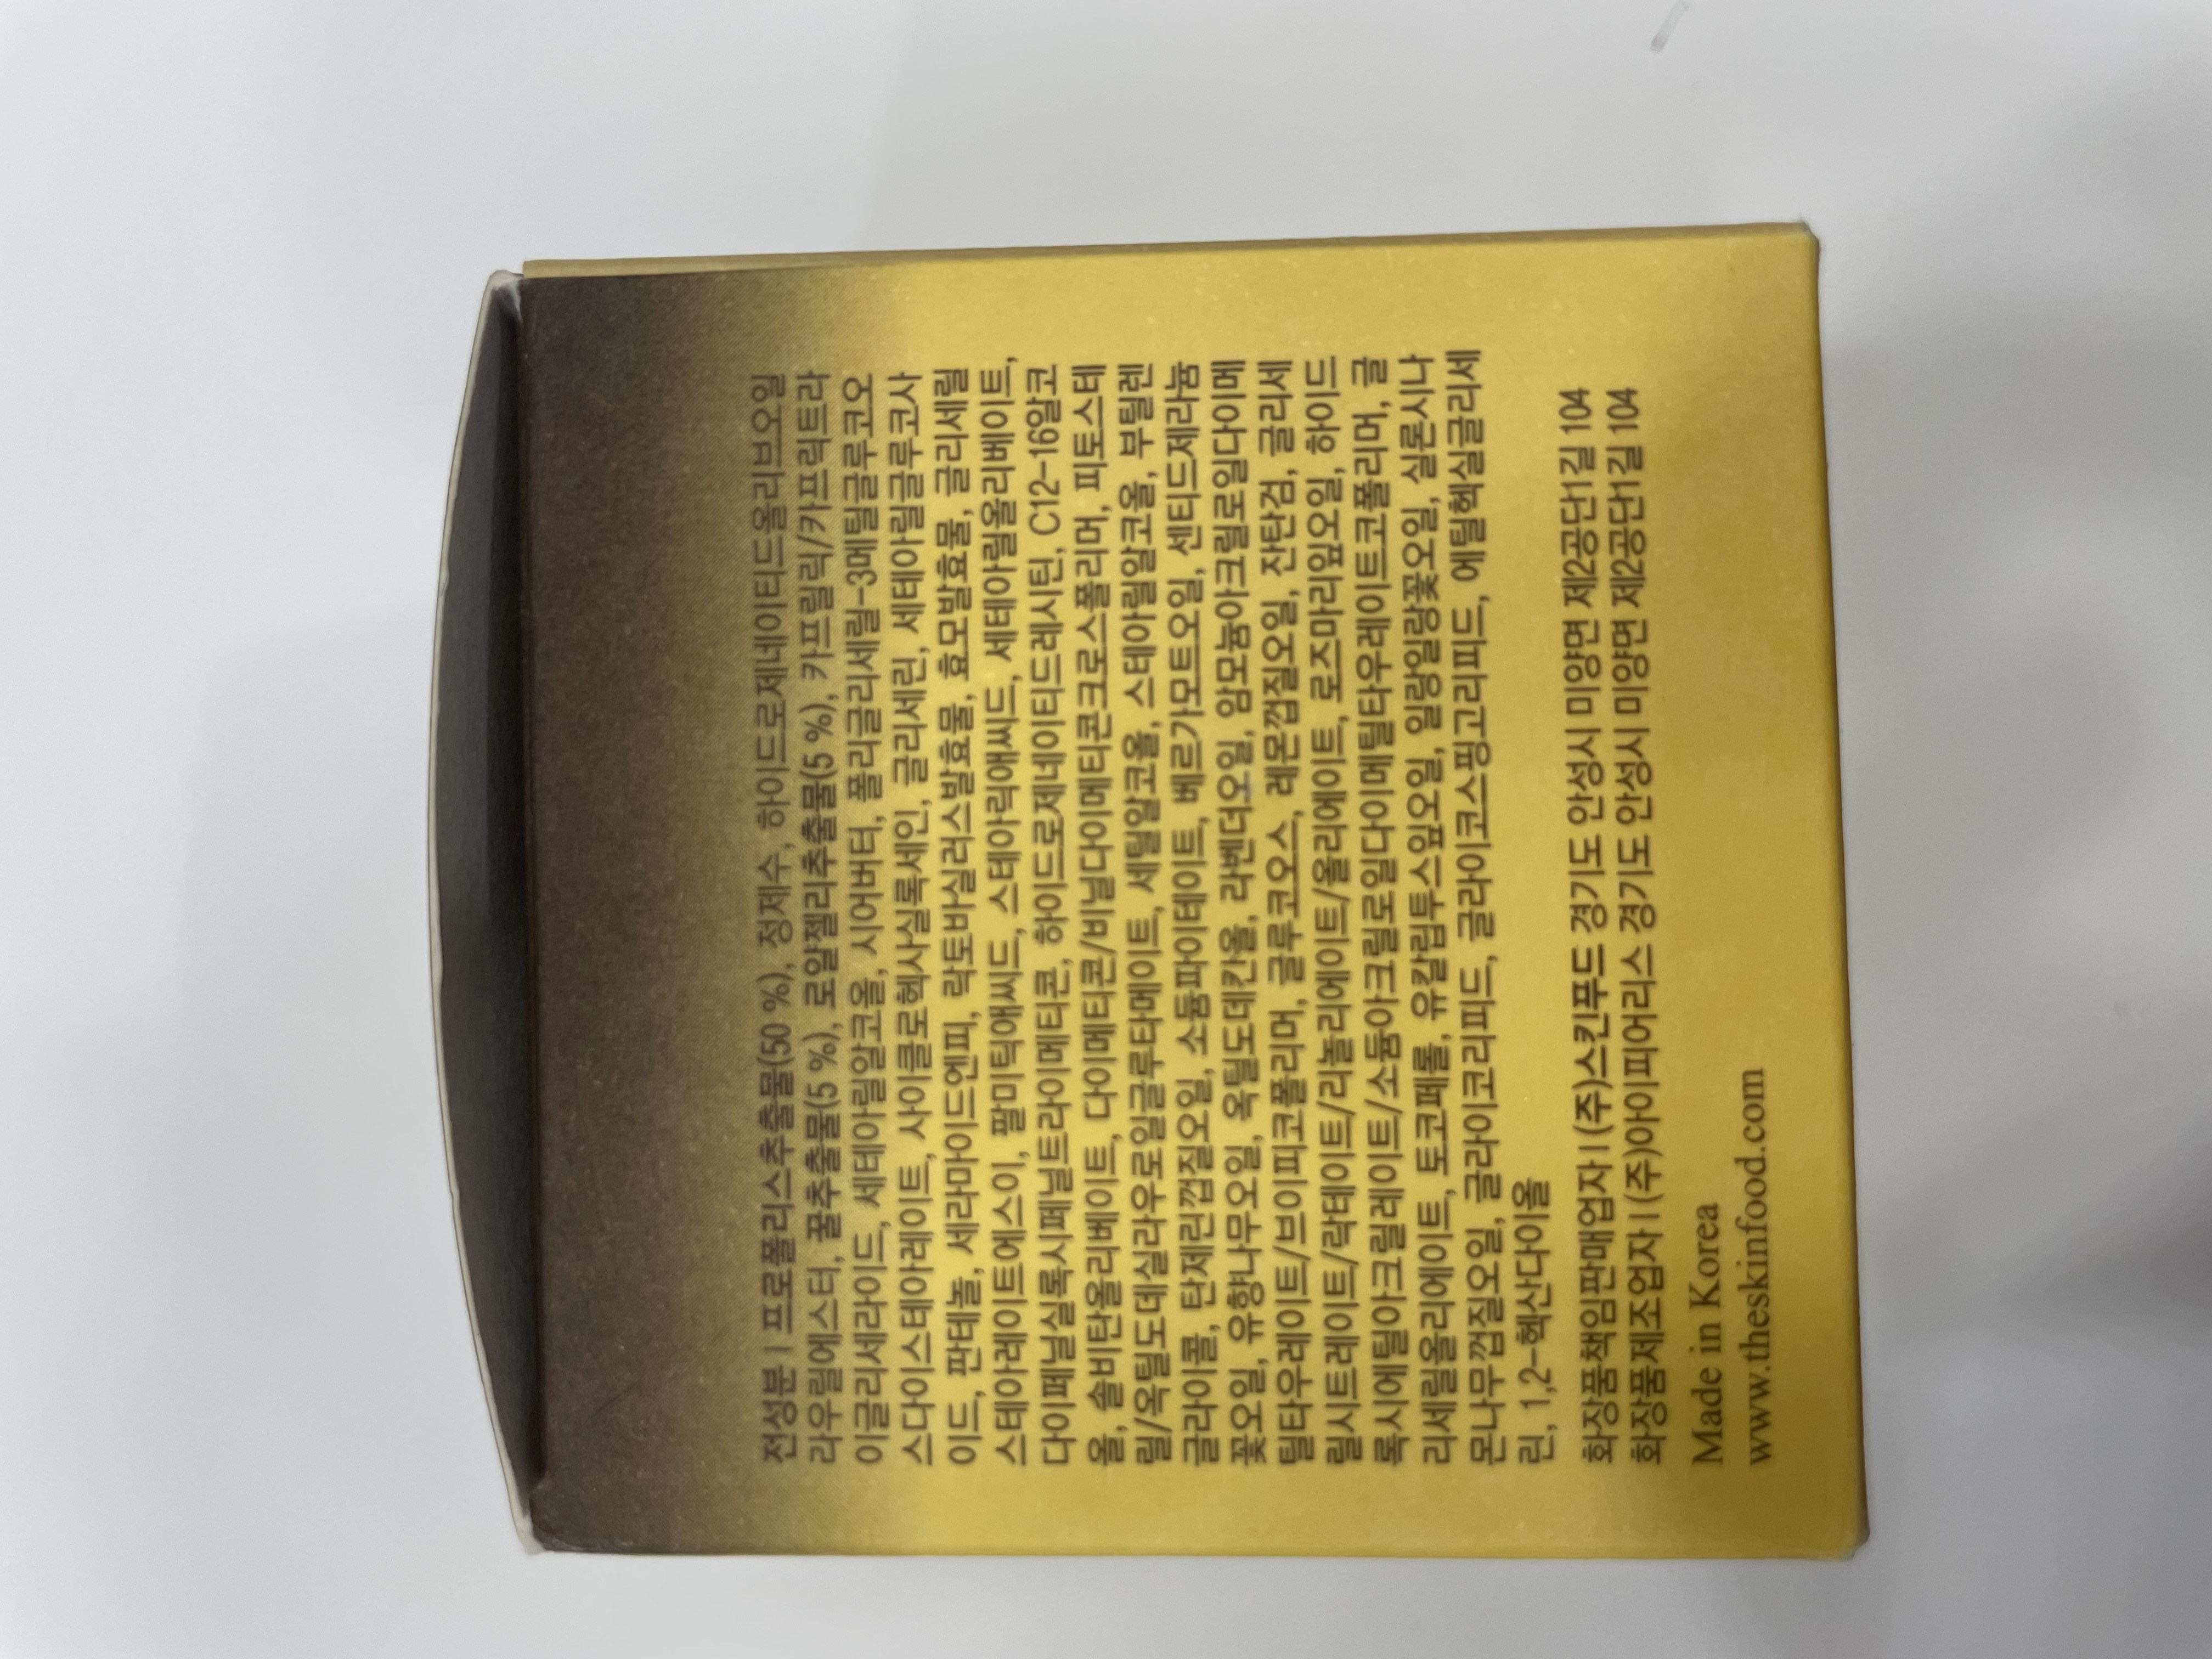 전성분 | 프로폴리스추출물(50 %), 정제수, 하이드로제네이티드올리브오일
라우릴에스터, 꿀추출물(5 %), 로얄젤리추출물(5 %), 카프릴릭/카프릭트라
이글리세라이드, 세테아릴알코올, 시어버터, 폴리글리세릴-3메틸글루코오
스다이스테아레이트, 사이클로헥사실록세인, 글리세린, 세테아릴글루코사
이드, 판테놀, 세라마이드엔피, 락토바실러스발효물, 효모발효물, 글리세릴
스테아레이트에스이, 팔미틱애씨드, 스테아릭애씨드, 세테아릴올리베이트,
다이페닐실록시페닐트라이메티콘, 하이드로제네이티드레시틴, C12-16알코
올, 솔비탄올리베이트, 다이메티콘/비닐다이메티콘크로스폴리머, 피토스테
릴/옥틸도데실라우로일글루타메이트, 세틸알코올, 스테아릴알코올, 부틸렌
글라이콜, 탄제린껍질오일, 소듐파이테이트, 베르가모트오일, 센티드제라늄
꽃오일, 유향나무오일, 옥틸도데칸올, 라벤더오일, 암모늄아크릴로일다이메
틸타우레이트/브이피코폴리머, 글루코오스, 레몬껍질오일, 잔탄검, 글리세
릴시트레이트/락테이트/리놀리에이트/올리에이트, 로즈마리잎오일, 하이드
록시에틸아크릴레이트/소듐아크릴로일다이메틸타우레이트코폴리머, 글
리세릴올리에이트, 토코페롤, 유칼립투스잎오일, 일랑일랑꽃오일, 실론시나
몬나무껍질오일, 글라이코리피드, 글라이코스핑고리피드, 에틸헥실글리세
린, 1,2-헥산다이올
화장품책임판매업자 | (주)스킨푸드 경기도 안성시 미양면 제2공단1길 104
화장품제조업자 | (주)아이피어리스 경기도 안성시 미양면 제2공단1길 104
Made in Korea
www.theskinfood.com